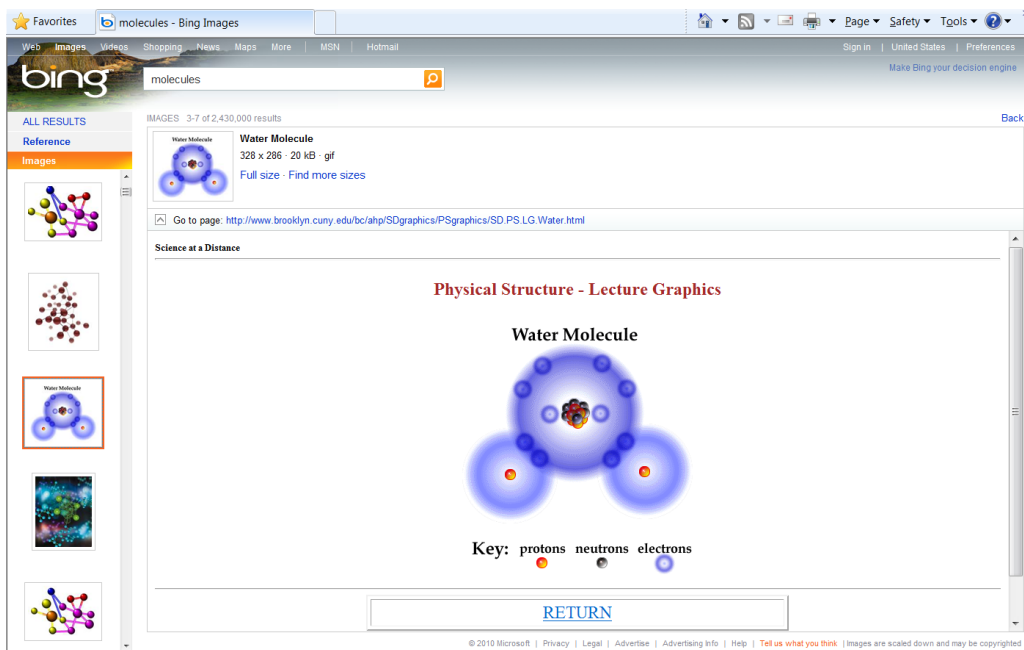 Favorites
molecules - Bing Images
Page Safety Tools
Web Images Videos Shopping News Maps More MSN Hotmail
Sign in | United States | Preferences
bing
molecules
Make Bing your decision engine
ALL RESULTS
Reference
Images
IMAGES 3-7 of 2,430,000 results
Back
Water Molecule
Water Molecule
328 x 286 · 20 kB · gif
Full size · Find more sizes
Go to page: http://www.brooklyn.cuny.edu/bc/ahp/SDgraphics/PSgraphics/SD.PS.LG.Water.html
Science at a Distance
Physical Structure - Lecture Graphics
Water Molecule
Water Molecule
Key: protons neutrons electrons
RETURN
© 2010 Microsoft | Privacy | Legal | Advertise | Advertising Info | Help | Tell us what you think | Images are scaled down and may be copyrighted